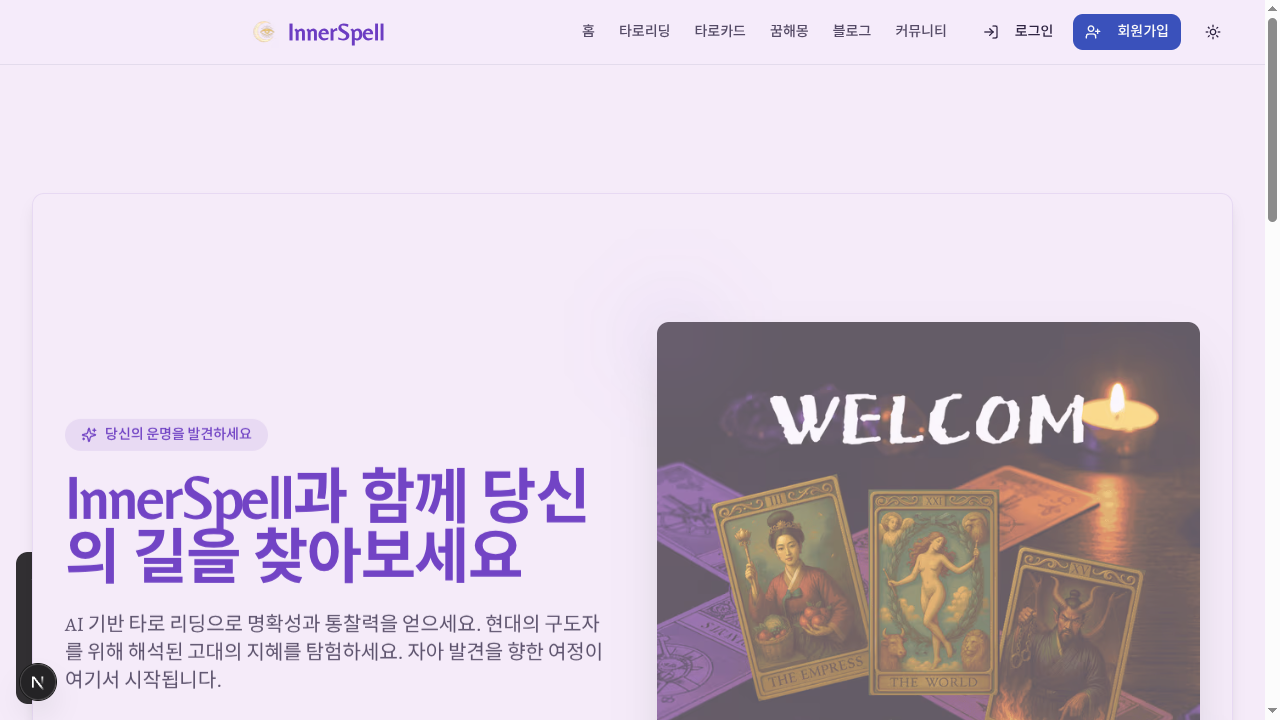 InnerSpell
홈
타로리딩
타로카드
꿈해몽
블로그
커뮤니티
로그인
회원가입
당신의 운명을 발견하세요
InnerSpell과 함께 당신
의 길을 찾아보세요
AI 기반 타로 리딩으로 명확성과 통찰력을 얻으세요. 현대의 구도자
를 위해 해석된 고대의 지혜를 탐험하세요. 자아 발견을 향한 여정이
여기서 시작됩니다.
WELCOM
III
THE EMPRESS
XXI
THE WORLD
XV
N